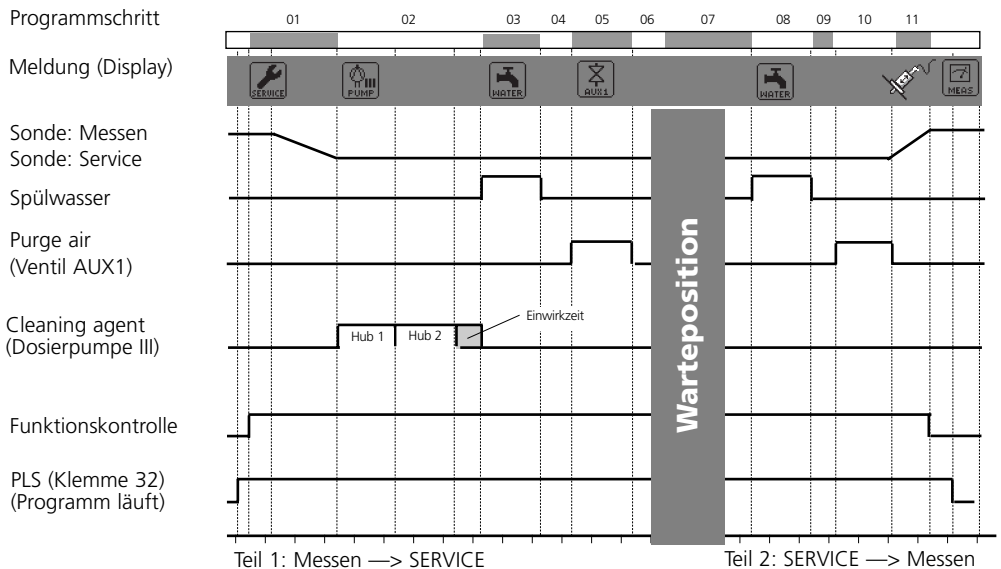 Programmschritt 01 02 03 04 05 06 07 08 09 10 11
Meldung (Display) SERVICE PUMP WATER AUX1 WATER MEAS
Sonde: Messen
Sonde: Service
Spülwasser
Purge air
(Ventil AUX1)
Cleaning agent
(Dosierpumpe III)
Hub 1 Hub 2 Einwirkzeit
Warteposition
Funktionskontrolle
PLS (Klemme 32)
(Programm läuft)
Teil 1: Messen —> SERVICE Teil 2: SERVICE —> Messen